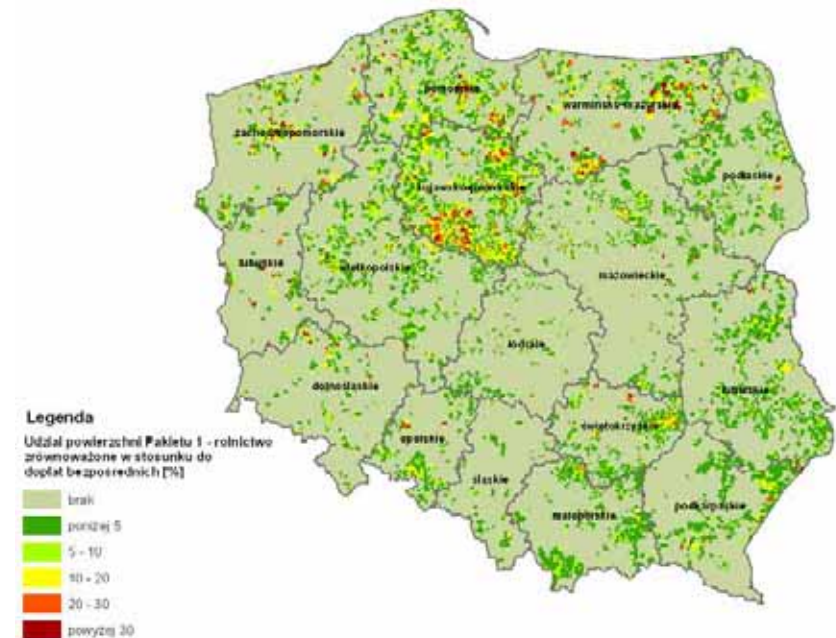 pomorskie
warmińsko-mazurskie
zachodniopomorskie
podlaskie
kujawsko-pomorskie
lubuskie
wielkopolskie
mazowieckie
łódzkie
dolnośląskie
lubelskie
świętokrzyskie
opolskie
śląskie
małopolskie
podkarpackie
Legenda
Udział powierzchni Pakietu 1 - rolnictwo
zrównoważone w stosunku do
dopłat bezpośrednich [%]
brak
poniżej 5
5 - 10
10 - 20
20 - 30
powyżej 30